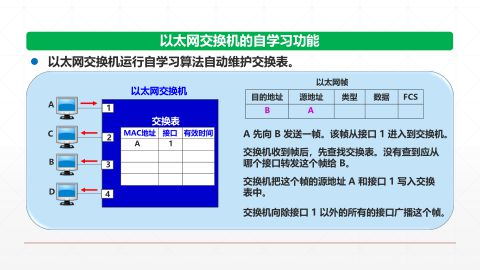 以太网交换机的自学习功能
以太网交换机运行自学习算法自动维护交换表。
以太网交换机
A
1
C
2
B
3
D
4
交换表
MAC地址 接口 有效时间
A 1
以太网帧
目的地址 源地址 类型 数据 FCS
B A
A 先向 B 发送一帧。该帧从接口 1 进入到交换机。
交换机收到帧后，先查找交换表。没有查到应从
哪个接口转发这个帧给 B。
交换机把这个帧的源地址 A 和接口 1 写入交换
表中。
交换机向除接口 1 以外的所有的接口广播这个帧。